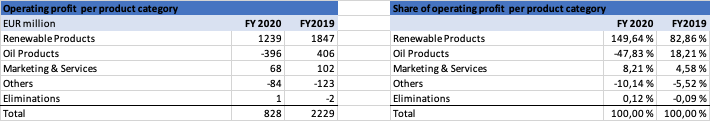 Operating profit per product category
EUR million FY 2020 FY2019
Renewable Products 1239 1847
Oil Products -396 406
Marketing & Services 68 102
Others -84 -123
Eliminations 1 -2
Total 828 2229
Share of operating profit per product category
FY 2020 FY2019
Renewable Products 149,64 % 82,86 %
Oil Products -47,83 % 18,21 %
Marketing & Services 8,21 % 4,58 %
Others -10,14 % -5,52 %
Eliminations 0,12 % -0,09 %
Total 100,00 % 100,00 %